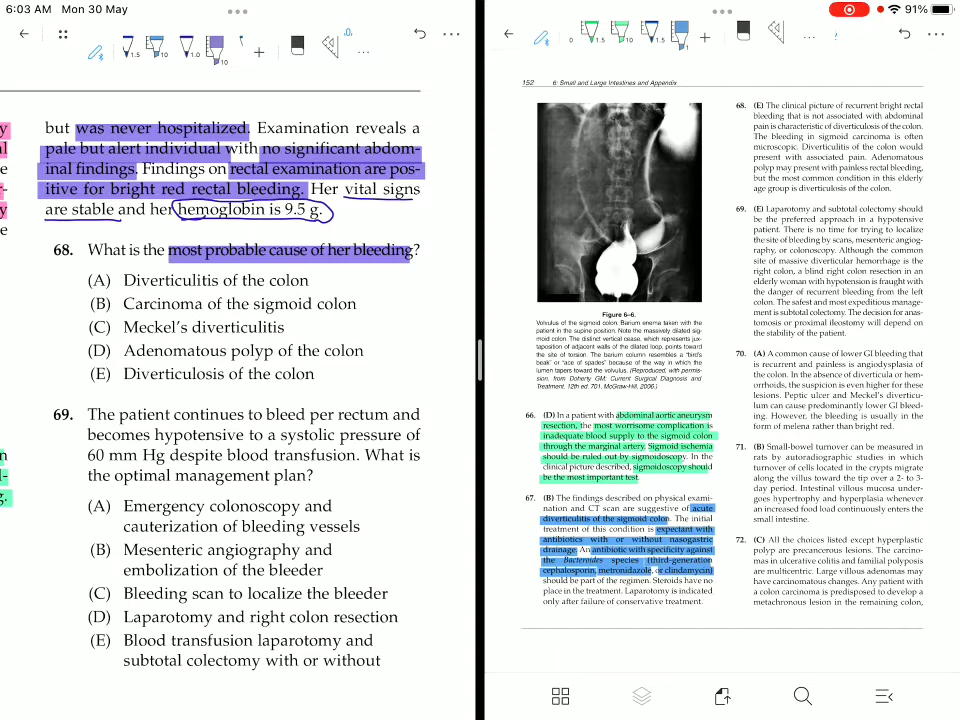 6:03 AM Mon 30 May
91%
1.5
10
1.0
10
0
1.5
10
1.5
1
but was never hospitalized. Examination reveals a
pale but alert individual with no significant abdom-
inal findings. Findings on rectal examination are pos-
itive for bright red rectal bleeding. Her vital signs
are stable and her hemoglobin is 9.5 g.
68. What is the most probable cause of her bleeding?
(A) Diverticulitis of the colon
(B) Carcinoma of the sigmoid colon
(C) Meckel's diverticulitis
(D) Adenomatous polyp of the colon
(E) Diverticulosis of the colon
69. The patient continues to bleed per rectum and
becomes hypotensive to a systolic pressure of
60 mm Hg despite blood transfusion. What is
the optimal management plan?
(A) Emergency colonoscopy and
cauterization of bleeding vessels
(B) Mesenteric angiography and
embolization of the bleeder
(C) Bleeding scan to localize the bleeder
(D) Laparotomy and right colon resection
(E) Blood transfusion laparotomy and
subtotal colectomy with or without
152 6: Small and Large Intestines and Appendix
Figure 6–6.
Volvulus of the sigmoid colon. Barium enema taken with the
patient in the supine position. Note the massively dilated sig-
moid colon. The distinct vertical crease, which represents jux-
taposition of adjacent walls of the dilated loop, points toward
the site of torsion. The barium column resembles a "bird's
beak" or "ace of spades" because of the way in which the
lumen tapers toward the volvulus. (Reproduced, with permis-
sion, from Doherty GM: Current Surgical Diagnosis and
Treatment, 12th ed. 701, McGraw-Hill, 2006.)
66. (D) In a patient with abdominal aortic aneurysm
resection, the most worrisome complication is
inadequate blood supply to the sigmoid colon
through the marginal artery. Sigmoid ischemia
should be ruled out by sigmoidoscopy. In the
clinical picture described, sigmoidoscopy should
be the most important test.
67. (B) The findings described on physical exami-
nation and CT scan are suggestive of acute
diverticulitis of the sigmoid colon. The initial
treatment of this condition is expectant with
antibiotics with or without nasogastric
drainage. An antibiotic with specificity against
the Bacteroides species (third-generation
cephalosporin, metronidazole, or clindamycin)
should be part of the regimen. Steroids have no
place in the treatment. Laparotomy is indicated
only after failure of conservative treatment.
68. (E) The clinical picture of recurrent bright rectal
bleeding that is not associated with abdominal
pain is characteristic of diverticulosis of the colon.
The bleeding in sigmoid carcinoma is often
microscopic. Diverticulitis of the colon would
present with associated pain. Adenomatous
polyp may present with painless rectal bleeding,
but the most common condition in this elderly
age group is diverticulosis of the colon.
69. (E) Laparotomy and subtotal colectomy should
be the preferred approach in a hypotensive
patient. There is no time for trying to localize
the site of bleeding by scans, mesenteric angiog-
raphy, or colonoscopy. Although the common
site of massive diverticular hemorrhage is the
right colon, a blind right colon resection in an
elderly woman with hypotension is fraught with
the danger of recurrent bleeding from the left
colon. The safest and most expeditious manage-
ment is subtotal colectomy. The decision for anas-
tomosis or proximal ileostomy will depend on
the stability of the patient.
70. (A) A common cause of lower GI bleeding that
is recurrent and painless is angiodysplasia of
the colon. In the absence of diverticula or hem-
orrhoids, the suspicion is even higher for these
lesions. Peptic ulcer and Meckel's diverticu-
lum can cause predominantly lower GI bleed-
ing. However, the bleeding is usually in the
form of melena rather than bright red.
71. (B) Small-bowel turnover can be measured in
rats by autoradiographic studies in which
turnover of cells located in the crypts migrate
along the villus toward the tip over a 2- to 3-
day period. Intestinal villous mucosa under-
goes hypertrophy and hyperplasia whenever
an increased food load continuously enters the
small intestine.
72. (C) All the choices listed except hyperplastic
polyp are precancerous lesions. The carcino-
mas in ulcerative colitis and familial polyposis
are multicentric. Large villous adenomas may
have carcinomatous changes. Any patient with
a colon carcinoma is predisposed to develop a
metachronous lesion in the remaining colon,